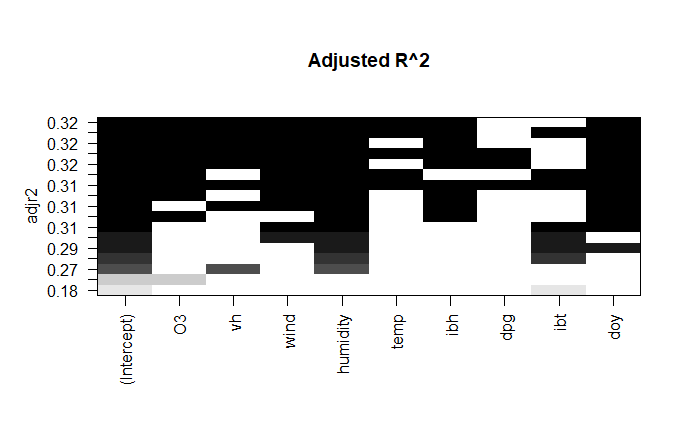 Adjusted R^2
adjr2
0.32
0.32
0.32
0.31
0.31
0.31
0.29
0.27
0.18
(Intercept)
O3
vh
wind
humidity
temp
ibh
dpg
ibt
doy